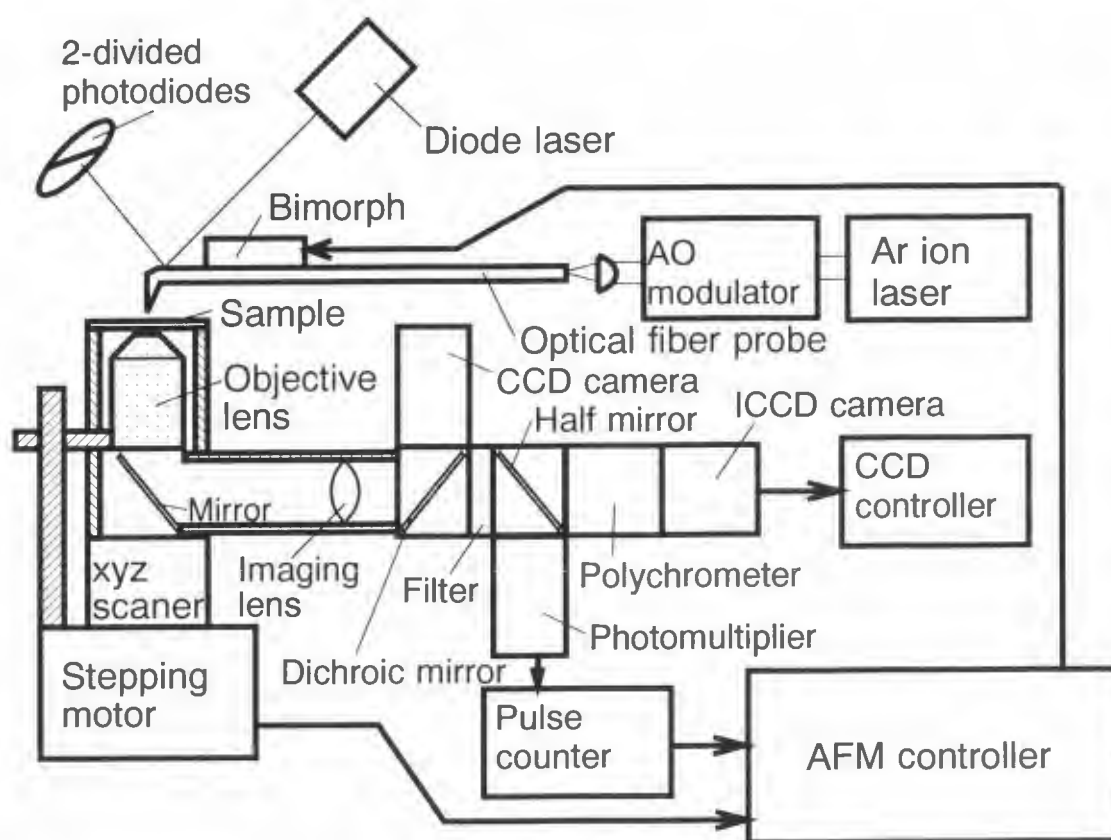 2-divided
photodiodes
Diode laser
Bimorph
AO
modulator
Ar ion
laser
Sample
Optical fiber probe
Objective
lens
CCD camera
Half mirror
ICCD camera
CCD
controller
Mirror
xyz
scaner
Imaging
lens
Filter
Polychrometer
Photomultiplier
Dichroic mirror
Stepping
motor
Pulse
counter
AFM controller